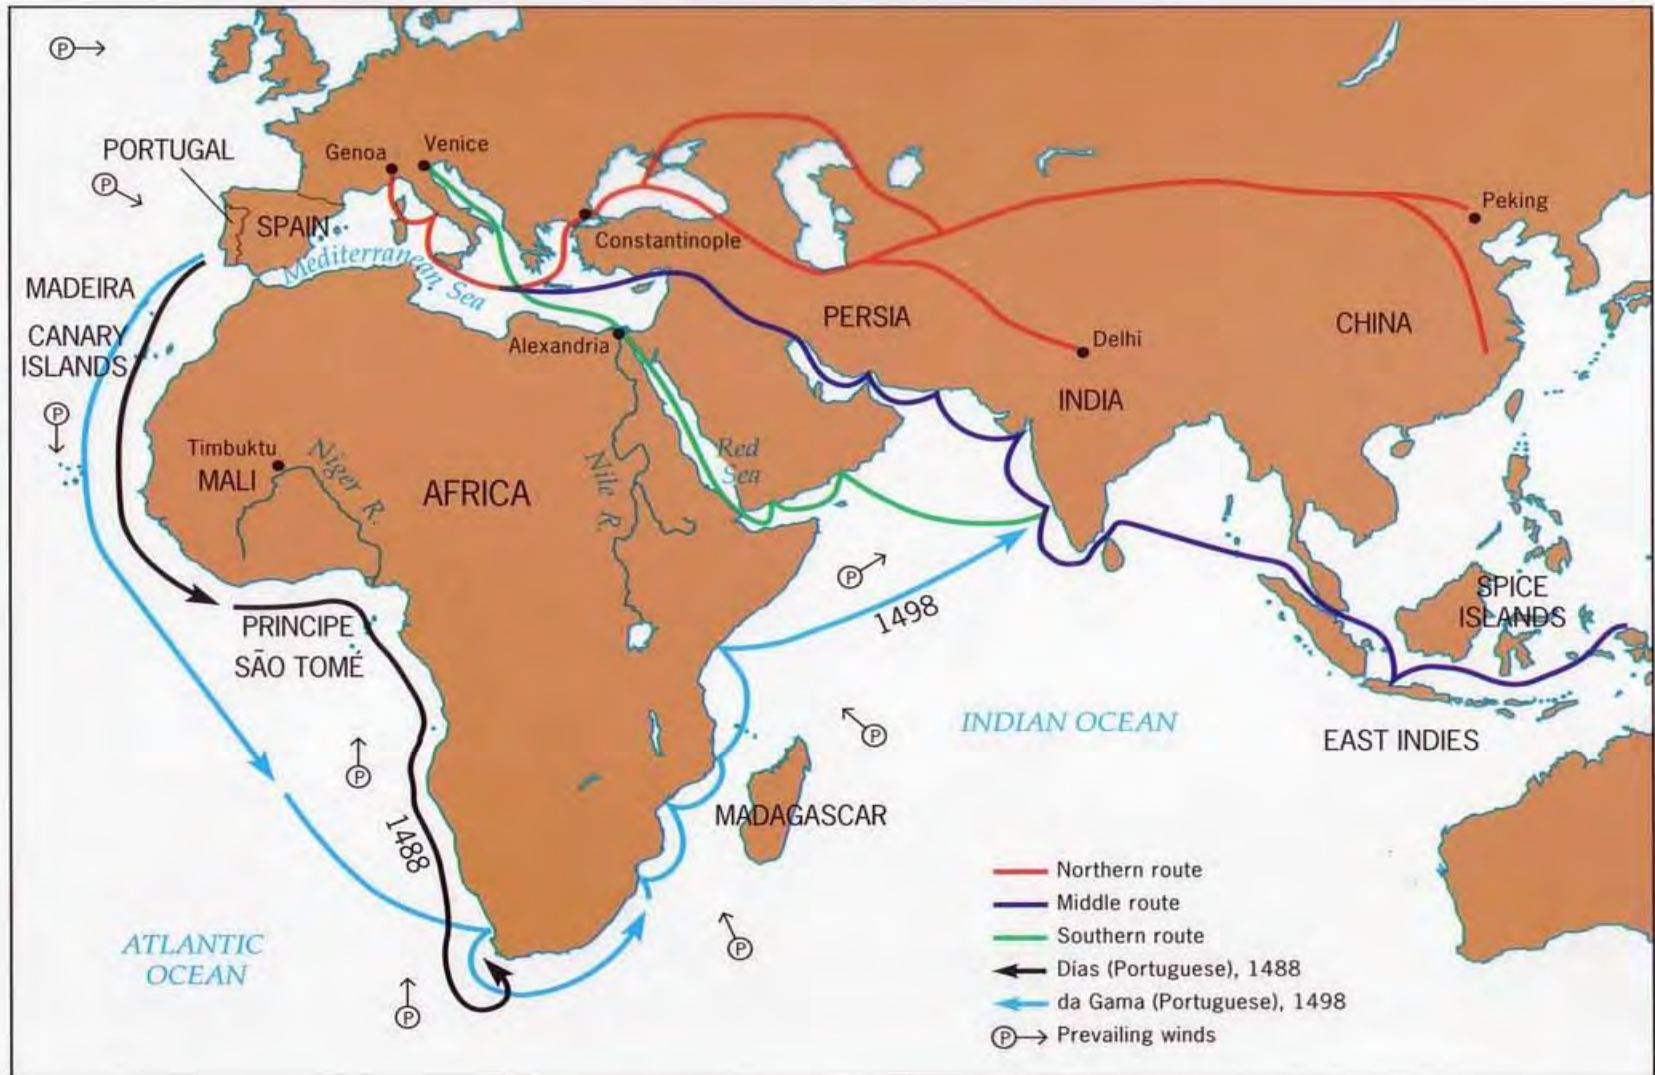 P
PORTUGAL
Genoa
Venice
P
SPAIN
Peking
Constantinople
Mediterranean Sea
MADEIRA
PERSIA
CHINA
CANARY
ISLANDS
Alexandria
Delhi
INDIA
P
Timbuktu
MALI
Niger R.
AFRICA
Nile R.
Red
Sea
P
1498
SPICE
ISLANDS
PRINCIPE
SÃO TOMÉ
P
INDIAN OCEAN
EAST INDIES
P
1488
MADAGASCAR
ATLANTIC
OCEAN
P
P
Northern route
Middle route
Southern route
Días (Portuguese), 1488
da Gama (Portuguese), 1498
P Prevailing winds